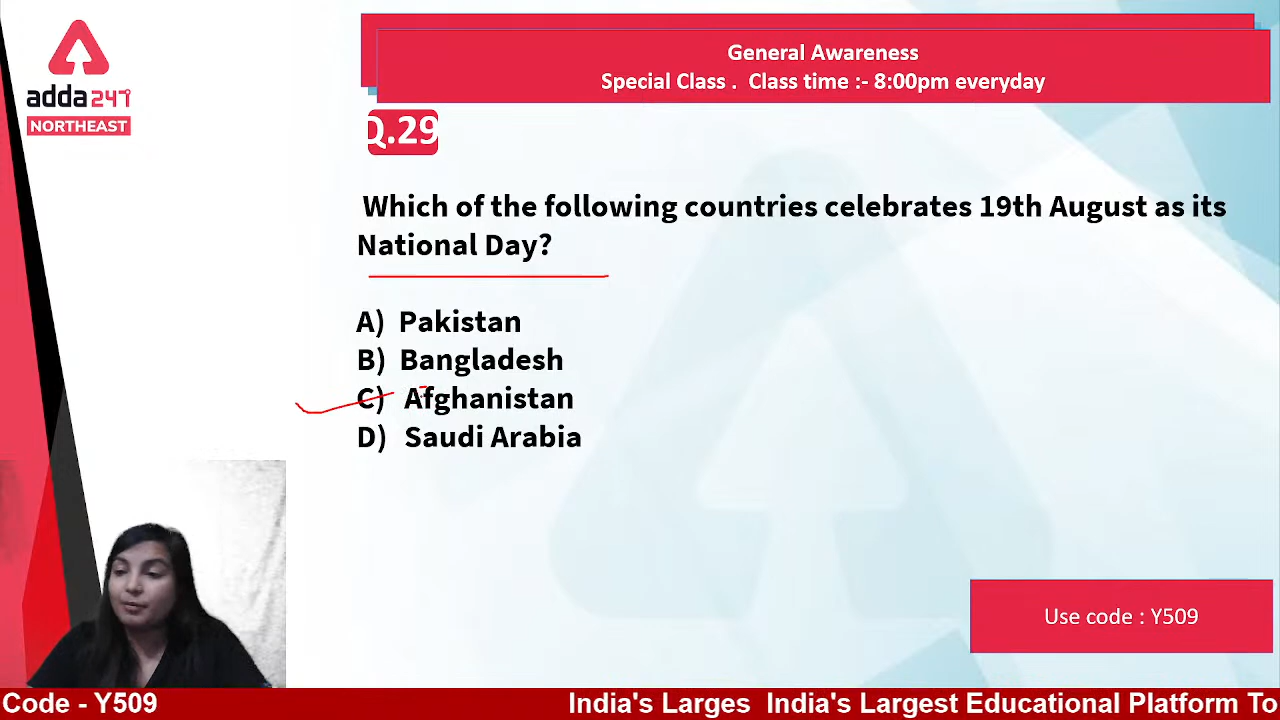 General Awareness
Special Class .  Class time :- 8:00pm everyday
adda247
NORTHEAST
Q.29
Which of the following countries celebrates 19th August as its
National Day?
A) Pakistan
B) Bangladesh
C) Afghanistan
D) Saudi Arabia
Use code : Y509
Code - Y509
India's Larges India's Largest Educational Platform To